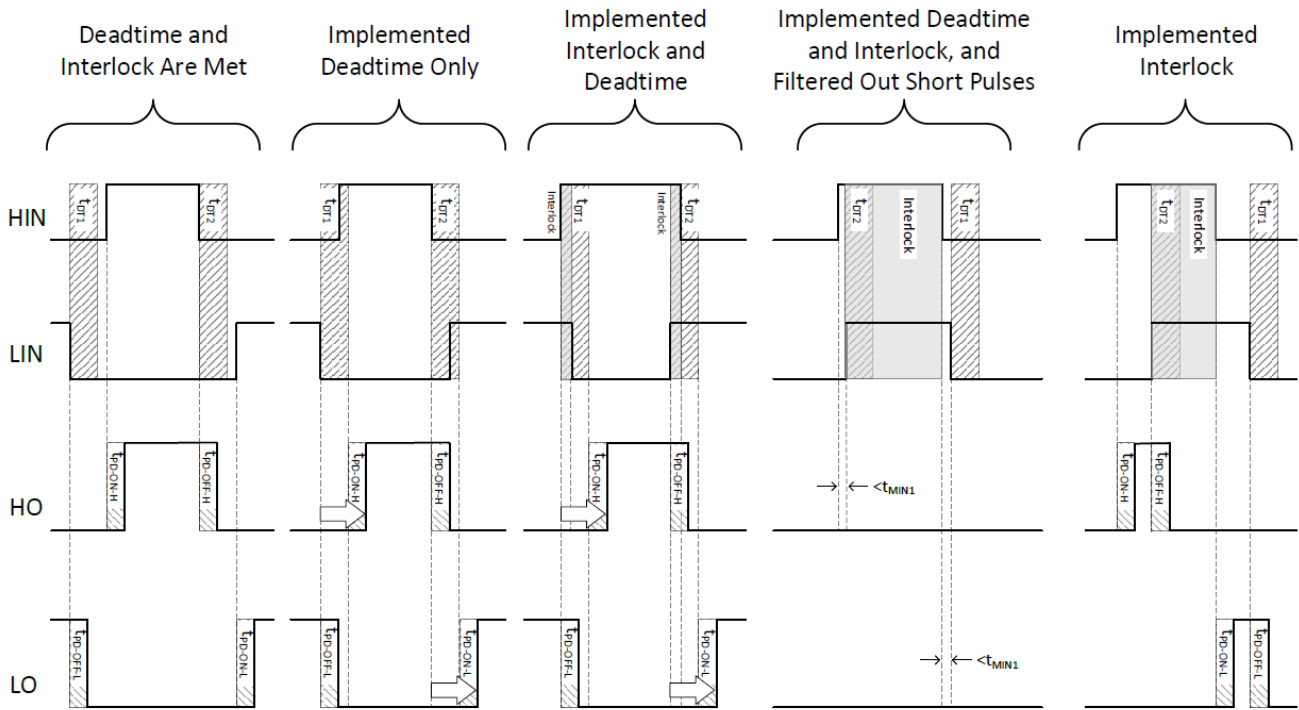 Deadtime and
Interlock Are Met
Implemented
Deadtime Only
Implemented
Interlock and
Deadtime
Implemented Deadtime
and Interlock, and
Filtered Out Short Pulses
Implemented
Interlock
HIN
tDT1
tDT2
tDT1
tDT2
Interlock
tDT1
Interlock
tDT2
tDT2
Interlock
tDT1
tDT2
Interlock
tDT1
LIN
HO
tPD-ON-H
tPD-OFF-H
tPD-ON-H
tPD-OFF-H
tPD-ON-H
tPD-OFF-H
<tMIN1
tPD-ON-H
tPD-OFF-H
LO
tPD-OFF-L
tPD-ON-L
tPD-OFF-L
tPD-ON-L
tPD-OFF-L
tPD-ON-L
<tMIN1
tPD-ON-L
tPD-OFF-L